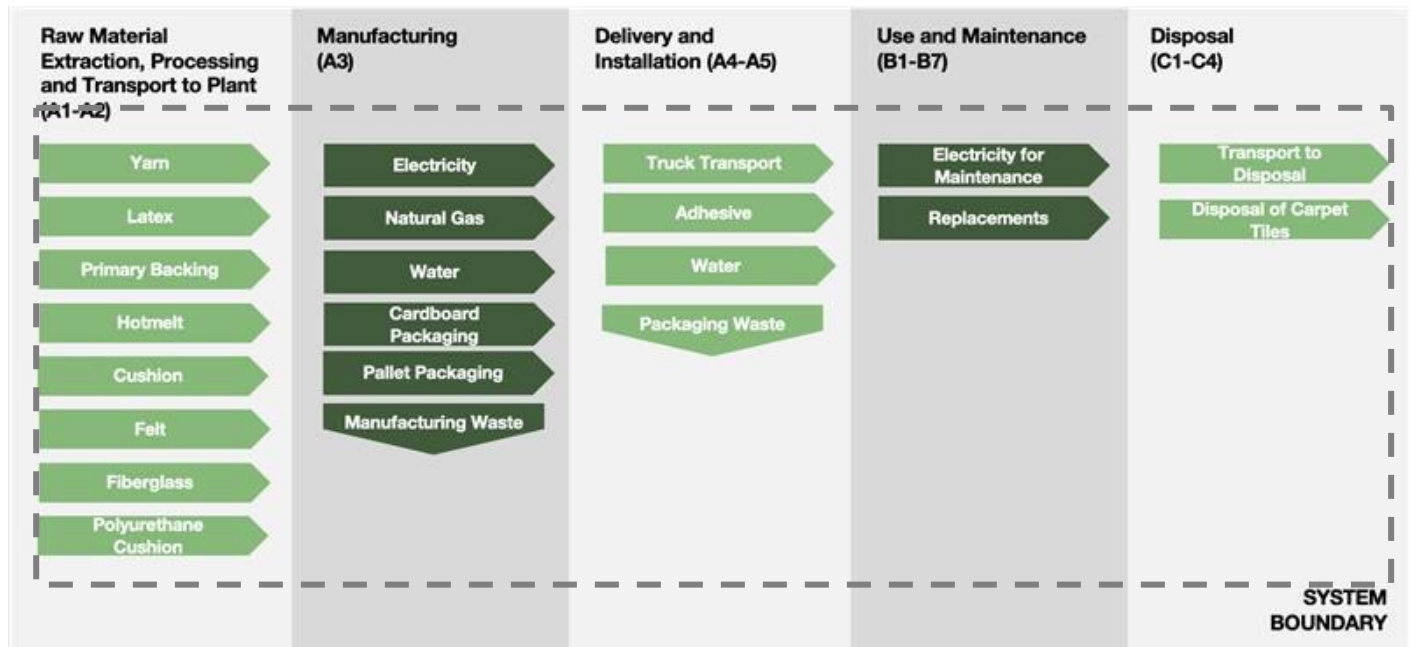 Raw Material
Extraction, Processing
and Transport to Plant
(A1-A2)
Yarn
Latex
Primary Backing
Hotmelt
Cushion
Felt
Fiberglass
Polyurethane
Cushion
Manufacturing
(A3)
Electricity
Natural Gas
Water
Cardboard
Packaging
Pallet Packaging
Manufacturing Waste
Delivery and
Installation (A4-A5)
Truck Transport
Adhesive
Water
Packaging Waste
Use and Maintenance
(B1-B7)
Electricity for
Maintenance
Replacements
Disposal
(C1-C4)
Transport to
Disposal
Disposal of Carpet
Tiles
SYSTEM
BOUNDARY